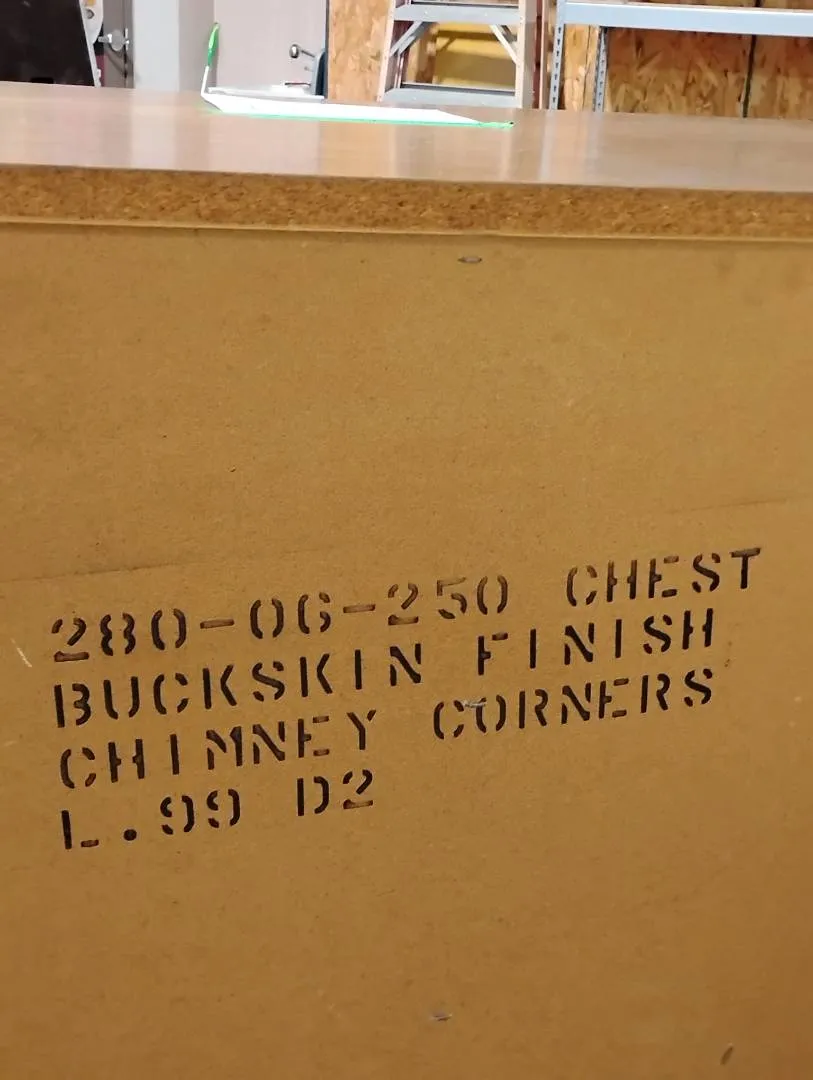 280-06-250 CHEST
BUCKSKIN FINISH
CHIMNEY CORNERS
L.99 D2